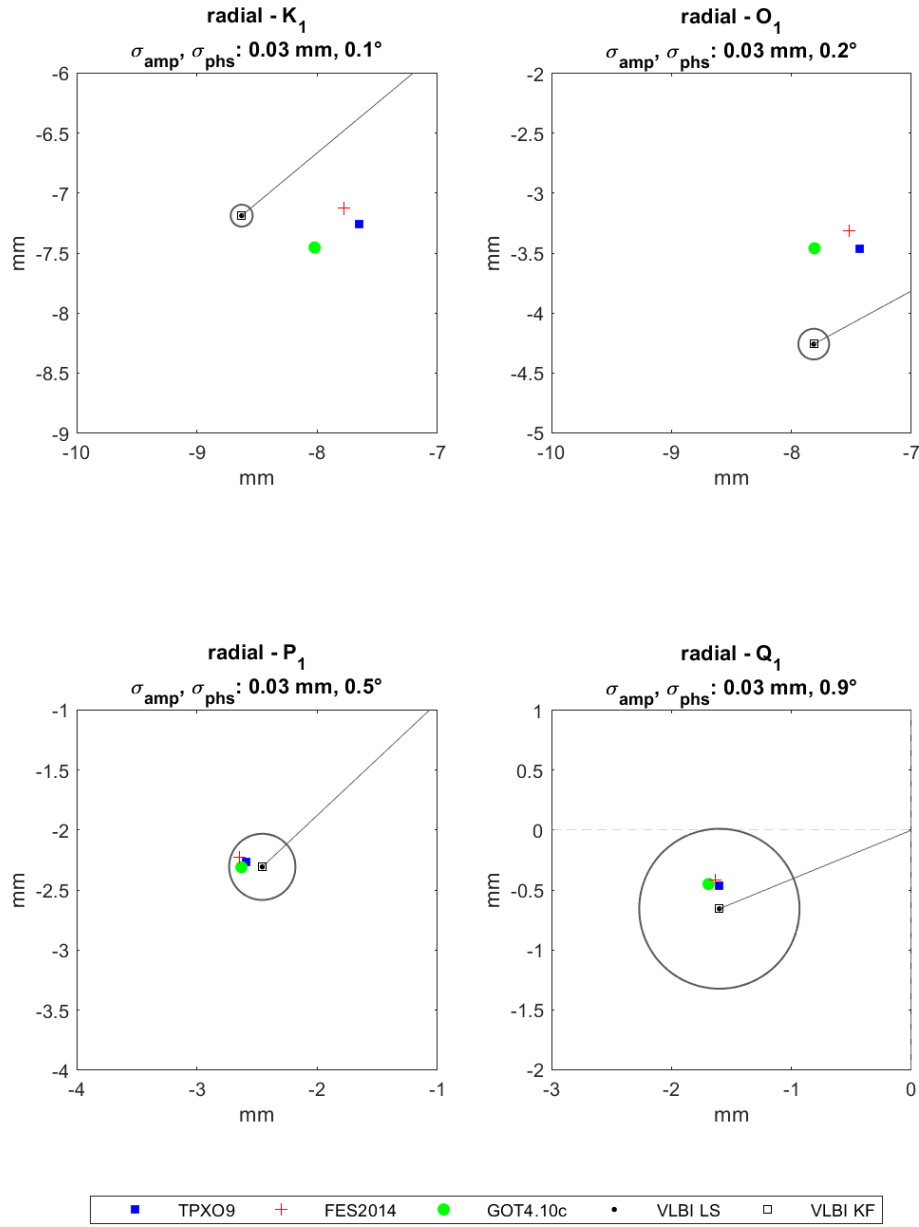 radial - K1
σamp, σphs: 0.03 mm, 0.1°
-6
-6.5
-7
-7.5
-8
-8.5
-9
mm
-10
-9
-8
-7
mm
radial - O1
σamp, σphs: 0.03 mm, 0.2°
-2
-2.5
-3
-3.5
-4
-4.5
-5
mm
-10
-9
-8
-7
mm
radial - P1
σamp, σphs: 0.03 mm, 0.5°
-1
-1.5
-2
-2.5
-3
-3.5
-4
mm
-4
-3
-2
-1
mm
radial - Q1
σamp, σphs: 0.03 mm, 0.9°
1
0.5
0
-0.5
-1
-1.5
-2
mm
-3
-2
-1
0
mm
TPXO9 FES2014 GOT4.10c VLBI LS VLBI KF